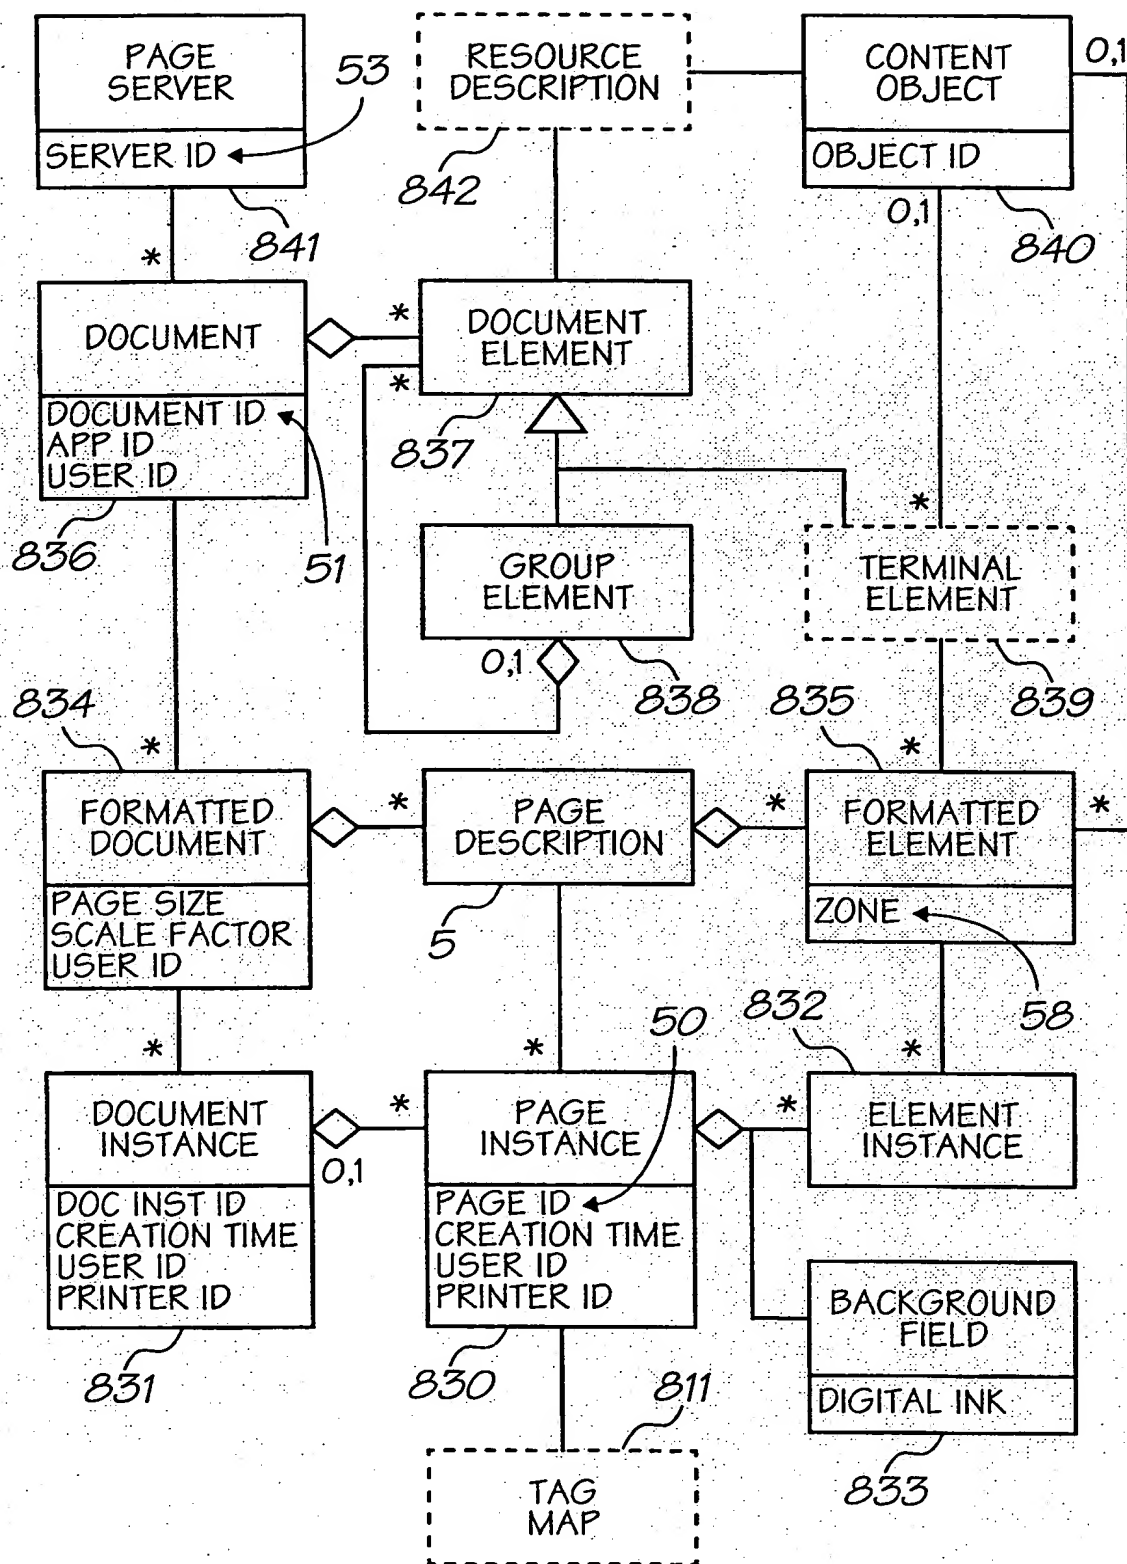 PAGE
SERVER
SERVER ID
53
841
*
RESOURCE
DESCRIPTION
842
CONTENT
OBJECT
OBJECT ID
0,1
0,1
840
DOCUMENT
DOCUMENT ID
APP ID
USER ID
836
51
*
*
DOCUMENT
ELEMENT
837
GROUP
ELEMENT
0,1
838
*
TERMINAL
ELEMENT
839
834
*
FORMATTED
DOCUMENT
PAGE SIZE
SCALE FACTOR
USER ID
*
PAGE
DESCRIPTION
5
*
835
*
FORMATTED
ELEMENT
*
ZONE
58
*
DOCUMENT
INSTANCE
0,1
DOC INST ID
CREATION TIME
USER ID
PRINTER ID
831
*
*
50
PAGE
INSTANCE
PAGE ID
CREATION TIME
USER ID
PRINTER ID
830
*
832
*
ELEMENT
INSTANCE
BACKGROUND
FIELD
DIGITAL INK
833
811
TAG
MAP